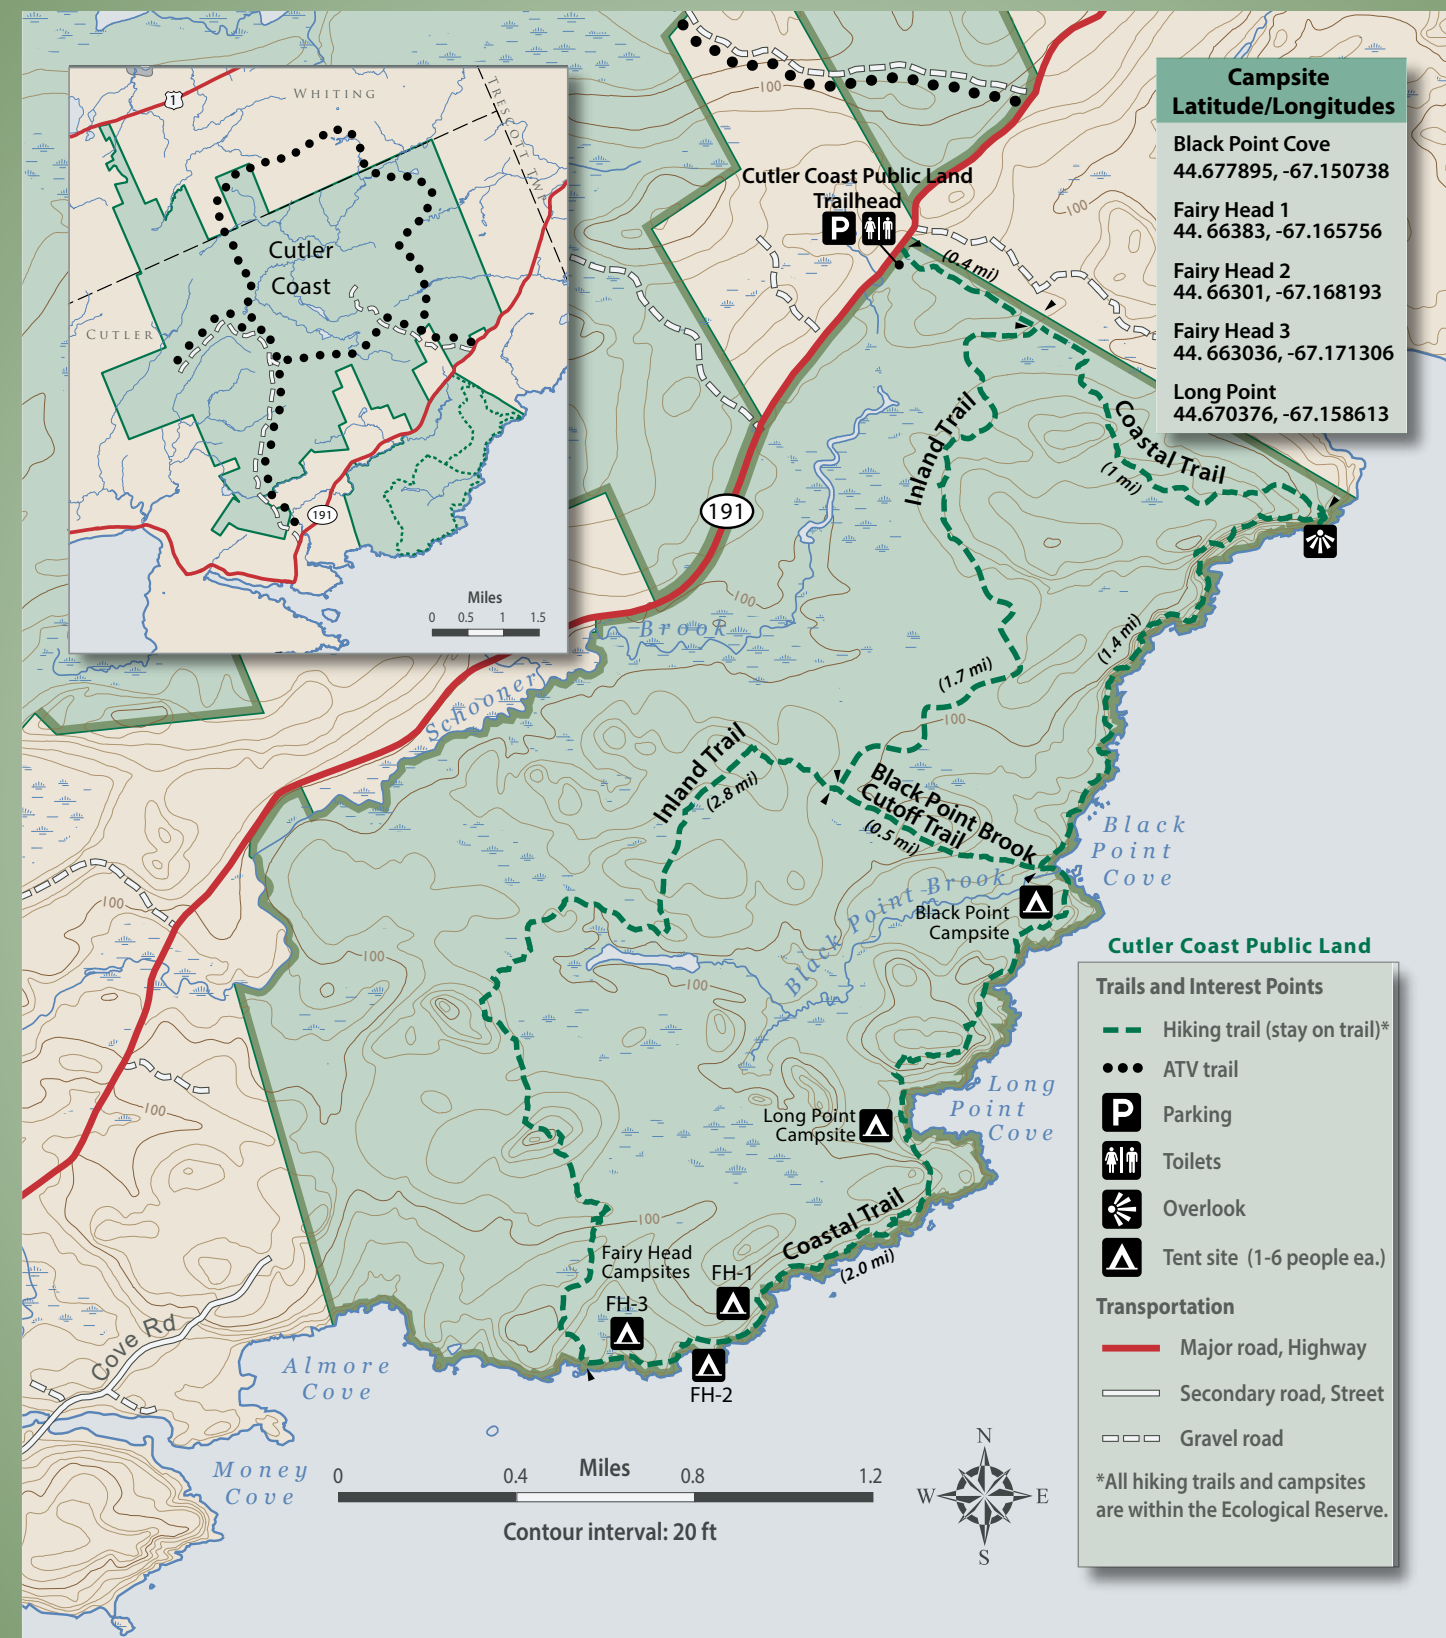 WHITING
TRESCOTT TWP
1
Cutler
Coast
CUTLER
191
Miles
0 0.5 1 1.5
100
Cutler Coast Public Land
Trailhead
P
(0.4 mi)
100
Campsite
Latitude/Longitudes
Black Point Cove
44.677895, -67.150738
Fairy Head 1
44. 66383, -67.165756
Fairy Head 2
44. 66301, -67.168193
Fairy Head 3
44. 663036, -67.171306
Long Point
44.670376, -67.158613
Inland Trail
Coastal Trail
(1 mi)
191
100
Schooner Brook
(1.4 mi)
(1.7 mi)
100
Inland Trail
(2.8 mi)
Black Point Brook
Cutoff Trail
(0.5 mi)
Black
Point
Cove
Black Point Brook
Black Point
Campsite
100
100
100
100
Long
Point
Cove
Long Point
Campsite
Coastal Trail
(2.0 mi)
100
Fairy Head
Campsites
FH-1
FH-3
FH-2
Cove Rd
Almore
Cove
Money
Cove
0 0.4 Miles 0.8 1.2
Contour interval: 20 ft
N
W E
S
Cutler Coast Public Land
Trails and Interest Points
Hiking trail (stay on trail)*
ATV trail
P Parking
Toilets
Overlook
Tent site (1-6 people ea.)
Transportation
Major road, Highway
Secondary road, Street
Gravel road
*All hiking trails and campsites
are within the Ecological Reserve.